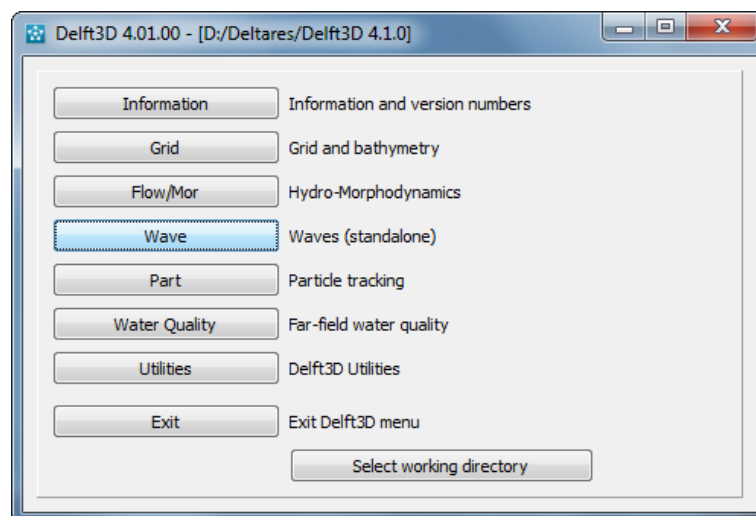 Delft3D 4.01.00 - [D:/Deltares/Delft3D 4.1.0]
Information Information and version numbers
Grid Grid and bathymetry
Flow/Mor Hydro-Morphodynamics
Wave Waves (standalone)
Part Particle tracking
Water Quality Far-field water quality
Utilities Delft3D Utilities
Exit Exit Delft3D menu
Select working directory